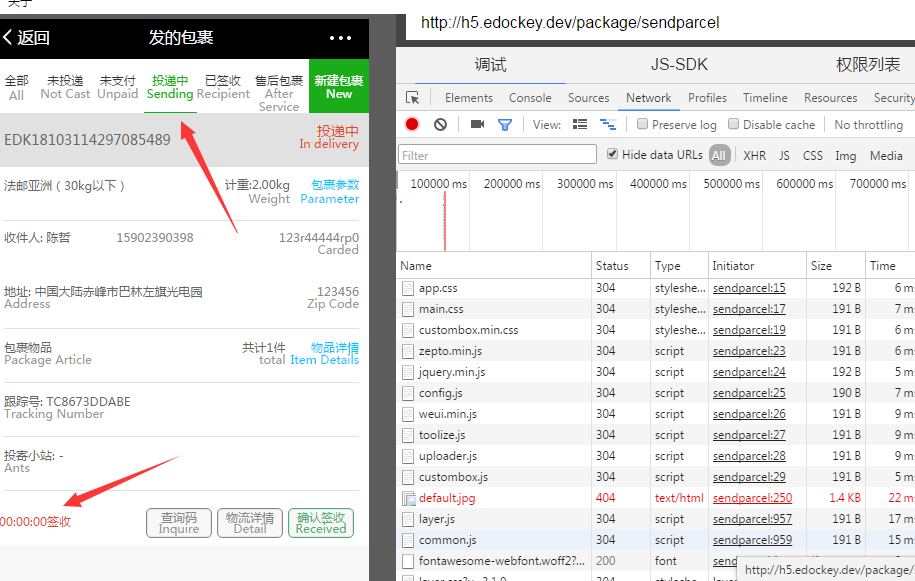 http://h5.edockey.dev/package/sendparcel
返回
发的包裹
全部 未投递 未支付 投递中 已签收 售后包裹 新建包裹
All Not Cast Unpaid Sending Recipient After Service New
EDK18103114297085489
投递中
In delivery
法邮亚洲（30kg以下）
计重:2.00kg
Weight
包裹参数
Parameter
收件人: 陈哲
15902390398
123r44444rp0
Carded
地址: 中国大陆赤峰市巴林左旗光电园
Address
123456
Zip Code
包裹物品
Package Article
共计1件
total
物品详情
Item Details
跟踪号: TC8673DDABE
Tracking Number
投寄小站: -
Ants
00:00:00签收
查询码
Inquire
物流详情
Detail
确认签收
Received
调试 JS-SDK 权限列表
Elements Console Sources Network Profiles Timeline Resources Security
View: Preserve log Disable cache No throttling
Filter Hide data URLs All XHR JS CSS Img Media
100000 ms 200000 ms 300000 ms 400000 ms 500000 ms 600000 ms 700000 ms
Name Status Type Initiator Size Time
app.css 304 styleshe... sendparcel:15 192 B 6 m
main.css 304 styleshe... sendparcel:17 191 B 7 m
custombox.min.css 304 styleshe... sendparcel:19 191 B 6 m
zepto.min.js 304 script sendparcel:23 191 B 6 m
jquery.min.js 304 script sendparcel:24 192 B 5 m
config.js 304 script sendparcel:25 190 B 7 m
weui.min.js 304 script sendparcel:26 191 B 9 m
toolize.js 304 script sendparcel:27 191 B 9 m
uploader.js 304 script sendparcel:28 191 B 9 m
custombox.js 304 script sendparcel:29 191 B 5 m
default.jpg 404 text/html sendparcel:250 1.4 KB 22 m
layer.js 304 script sendparcel:957 191 B 17 m
common.js 304 script sendparcel:959 191 B 15 m
fontawesome-webfont.woff2?... 200 font
http://h5.edockey.dev/package/